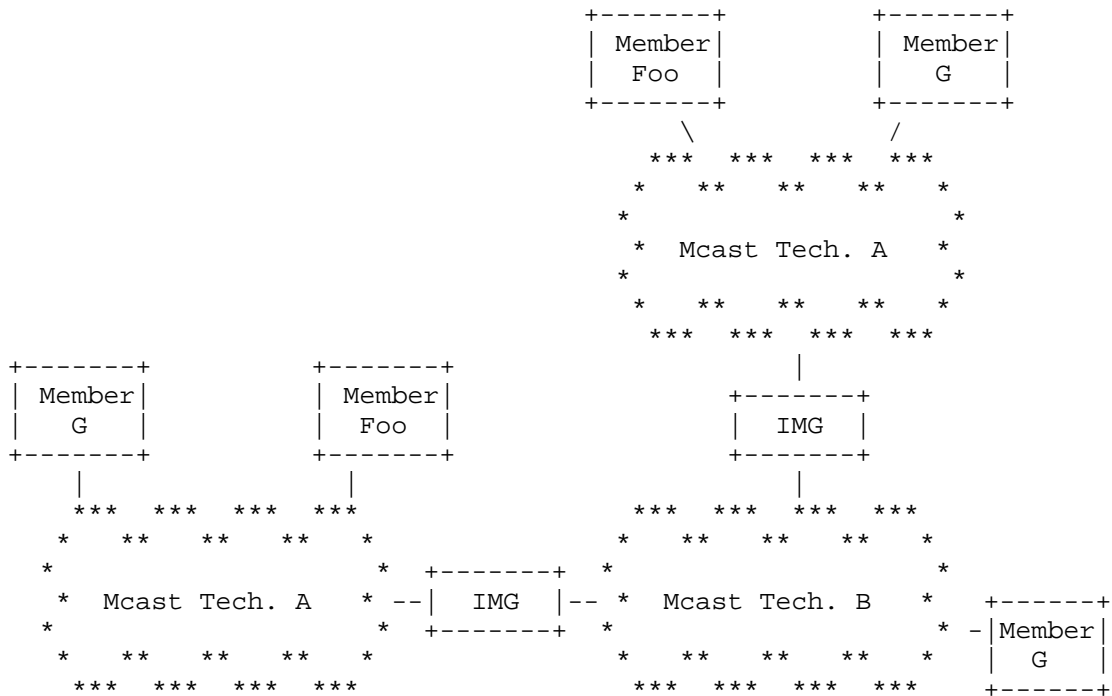 Member Member
Foo G
Mcast Tech. A
Member Member
G Foo
IMG
Mcast Tech. A IMG Mcast Tech. B
Member
G